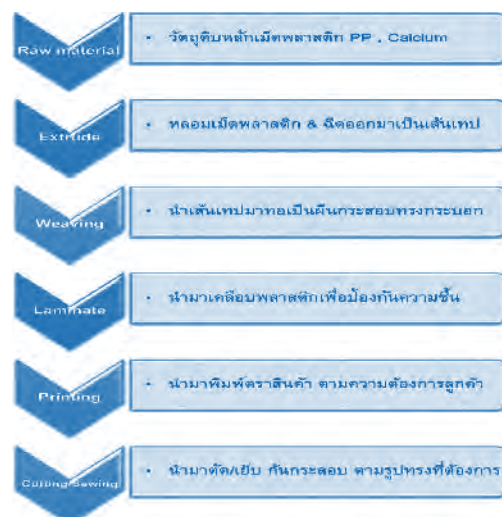 Raw material
• วัตถุดิบหลักเม็ดพลาสติก PP , Calcium
Extrude
• หลอมเม็ดพลาสติก & ฉีดออกมาเป็นเส้นเทป
Weaving
• นำเส้นเทปมาทอเป็นผืนกระสอบทรงกระบอก
Laminate
• นำมาเคลือบพลาสติกเพื่อป้องกันความชื้น
Printing
• นำมาพิมพ์ตราสินค้า ตามความต้องการลูกค้า
Cutting/Sewing
• นำมาตัด/เย็บ ก้นกระสอบ ตามรูปทรงที่ต้องการ